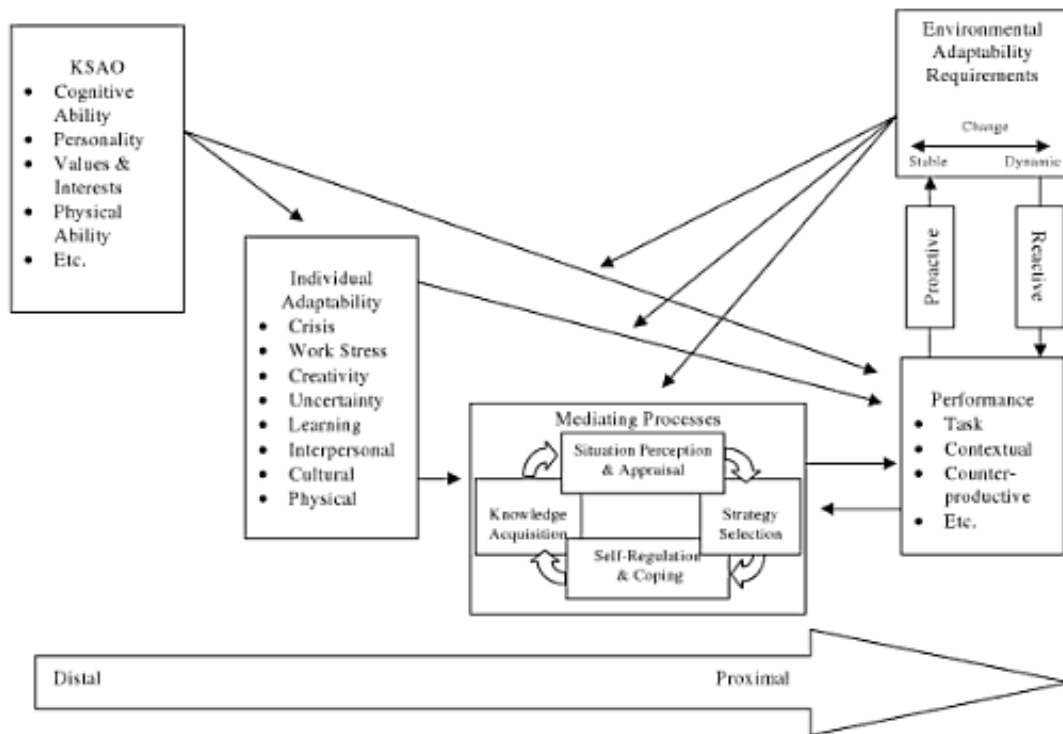 KSAO
• Cognitive
Ability
• Personality
• Values &
Interests
• Physical
Ability
• Etc.
Individual
Adaptability
• Crisis
• Work Stress
• Creativity
• Uncertainty
• Learning
• Interpersonal
• Cultural
• Physical
Mediating Processes
Situation Perception
& Appraisal
Knowledge
Acquisition
Strategy
Selection
Self-Regulation
& Coping
Environmental
Adaptability
Requirements
Change
Stable
Dynamic
Proactive
Reactive
Performance
• Task
• Contextual
• Counter-
productive
• Etc.
Distal
Proximal